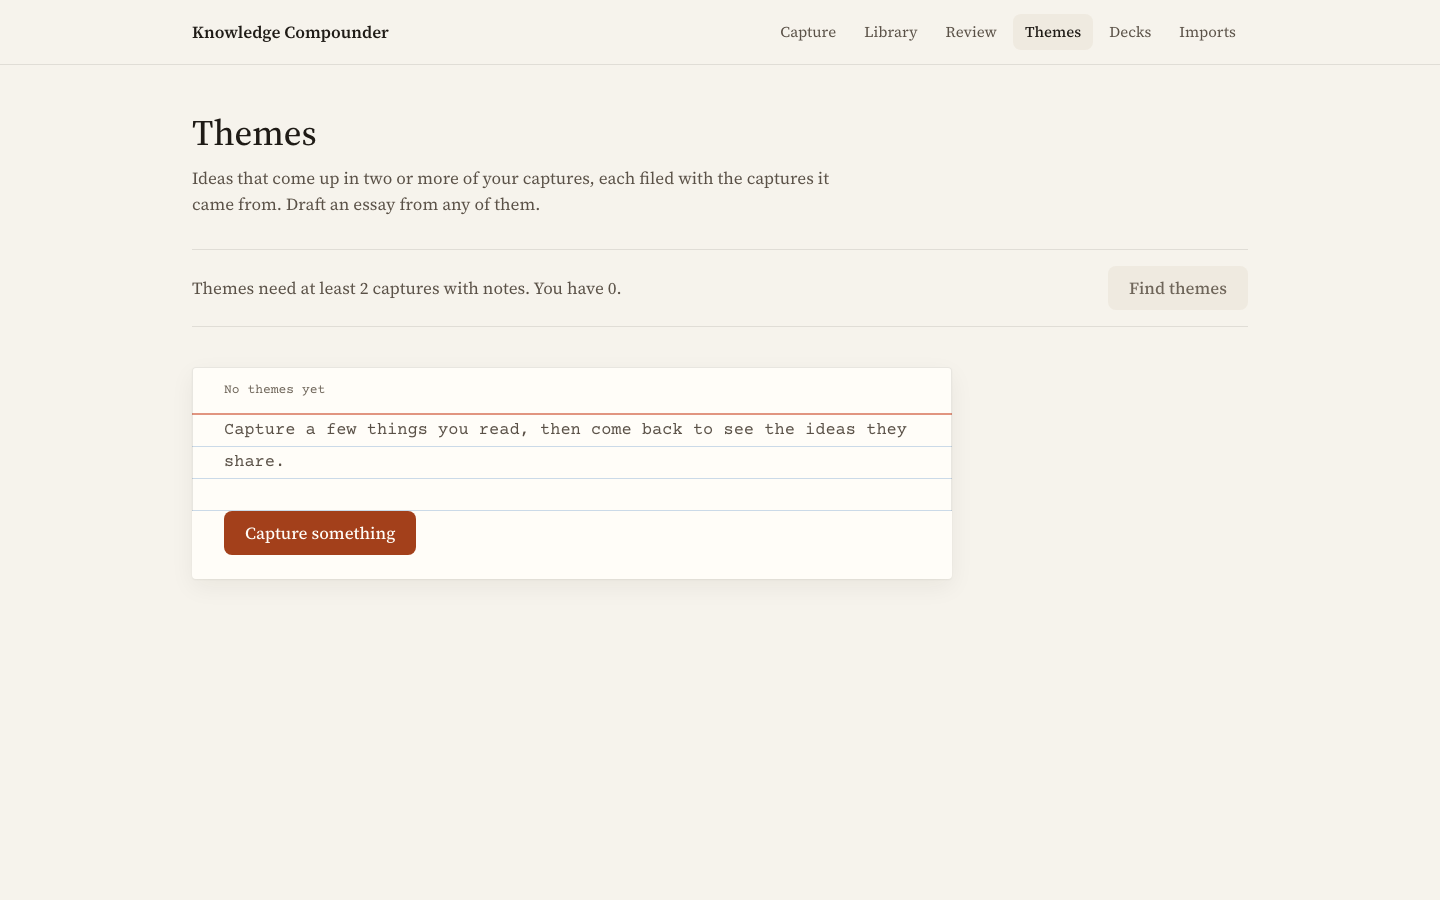 Knowledge Compounder
Capture
Library
Review
Themes
Decks
Imports
Themes
Ideas that come up in two or more of your captures, each filed with the captures it
came from. Draft an essay from any of them.
Themes need at least 2 captures with notes. You have 0.
Find themes
No themes yet
Capture a few things you read, then come back to see the ideas they
share.
Capture something